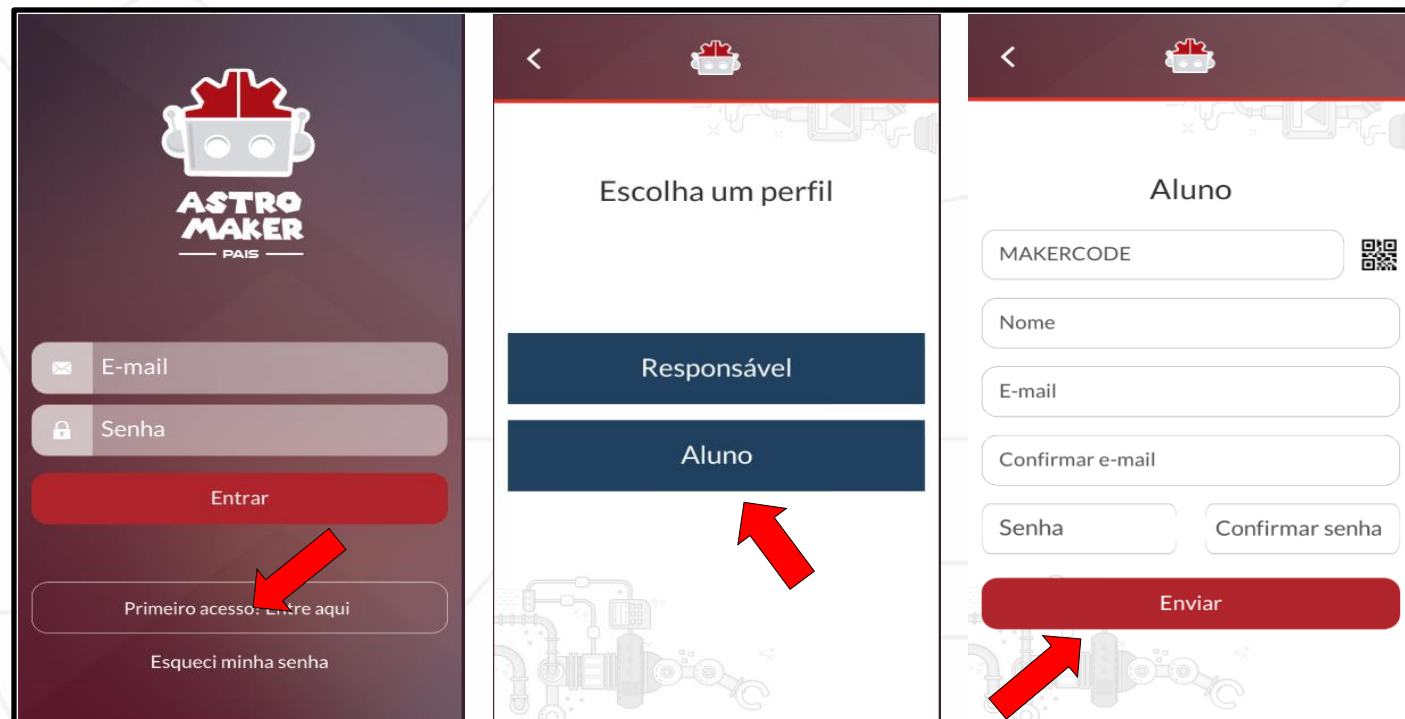 ASTRO
MAKER
PAIS
E-mail
Senha
Entrar
Primeiro acesso? Entre aqui
Esqueci minha senha
Escolha um perfil
Responsável
Aluno
Aluno
MAKERCODE
Nome
E-mail
Confirmar e-mail
Senha
Confirmar senha
Enviar